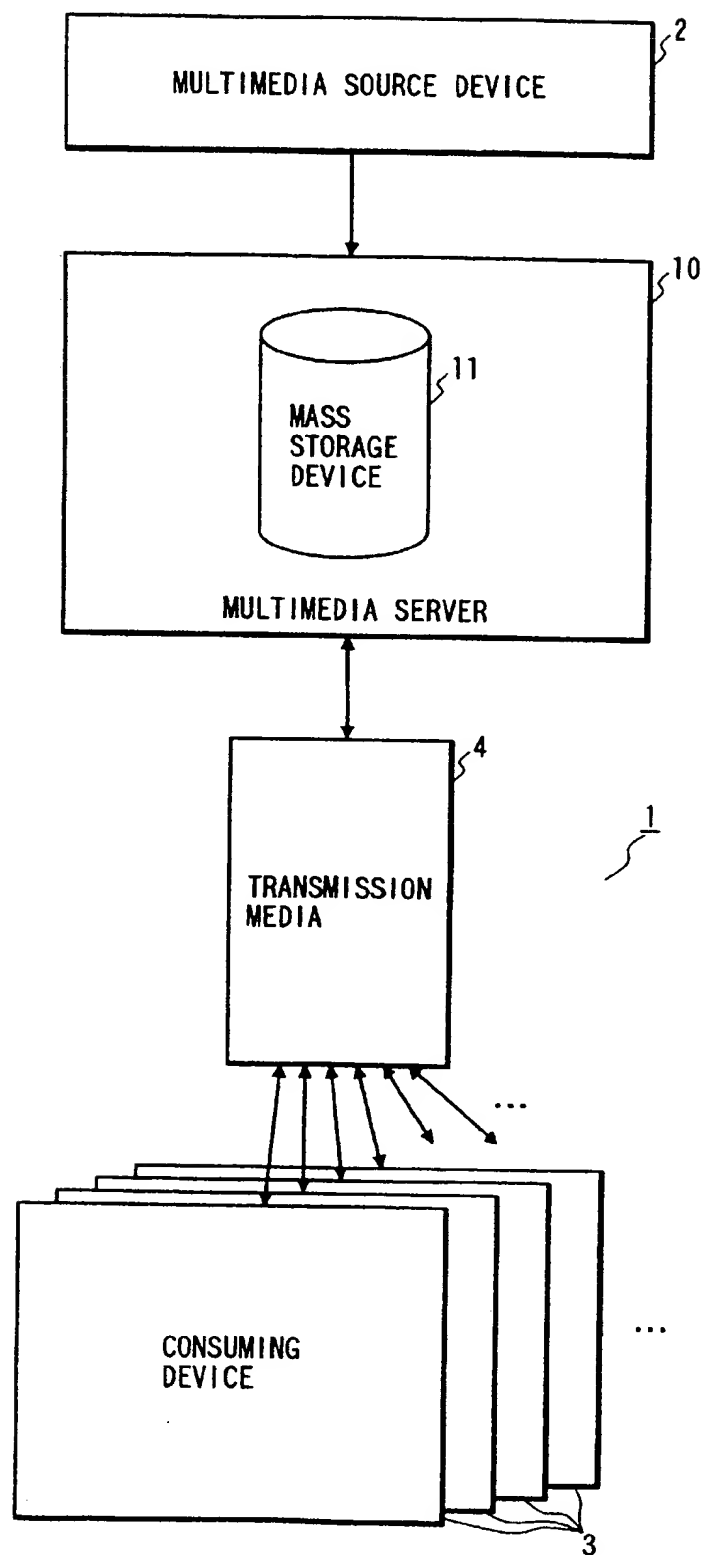 2
MULTIMEDIA SOURCE DEVICE
10
11
MASS
STORAGE
DEVICE
MULTIMEDIA SERVER
4
1
TRANSMISSION
MEDIA
...
CONSUMING
DEVICE
...
3